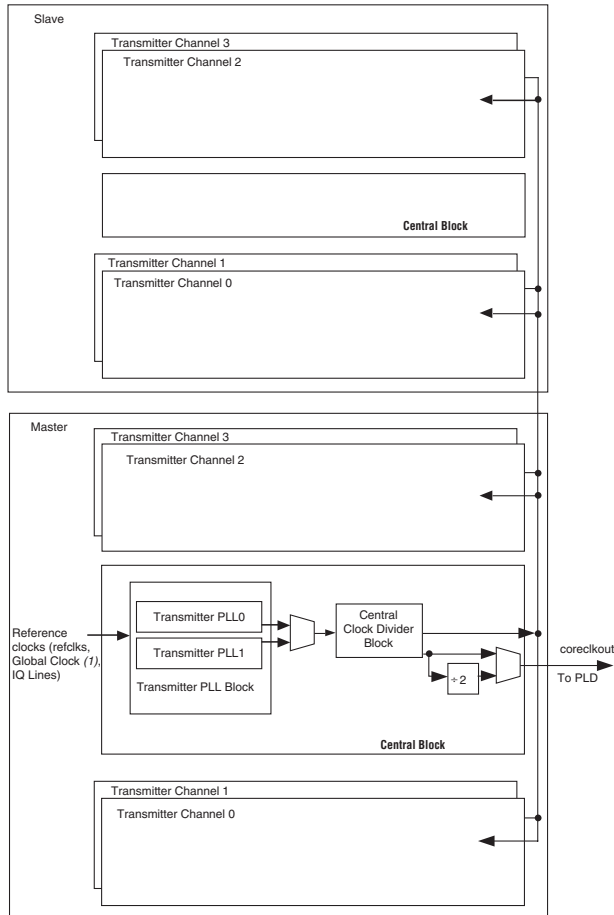 Slave
Transmitter Channel 3
Transmitter Channel 2
Central Block
Transmitter Channel 1
Transmitter Channel 0
Master
Transmitter Channel 3
Transmitter Channel 2
Reference
clocks (refclks,
Global Clock (1),
IQ Lines)
Transmitter PLL0
Transmitter PLL1
Transmitter PLL Block
Central
Clock Divider
Block
÷2
coreclkout
To PLD
Central Block
Transmitter Channel 1
Transmitter Channel 0